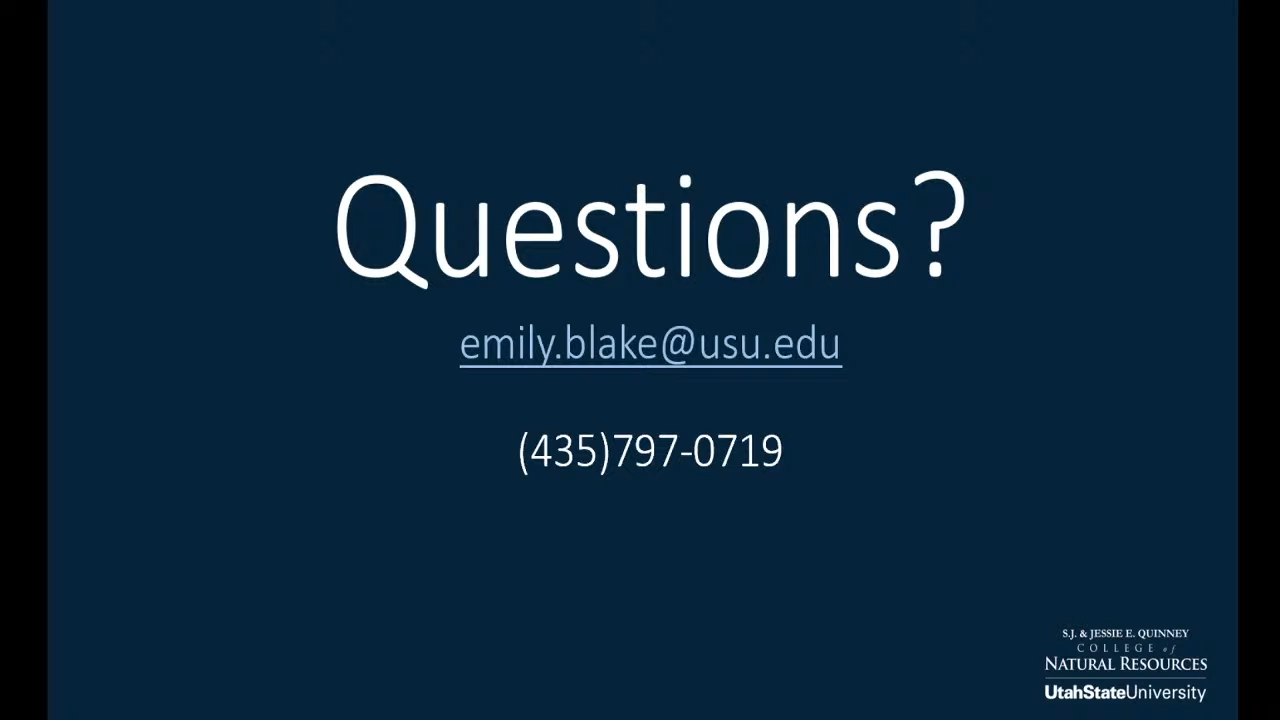 Questions?
emily.blake@usu.edu
(435)797-0719
S.J. & JESSIE E. QUINNEY
COLLEGE of
NATURAL RESOURCES
UtahStateUniversity